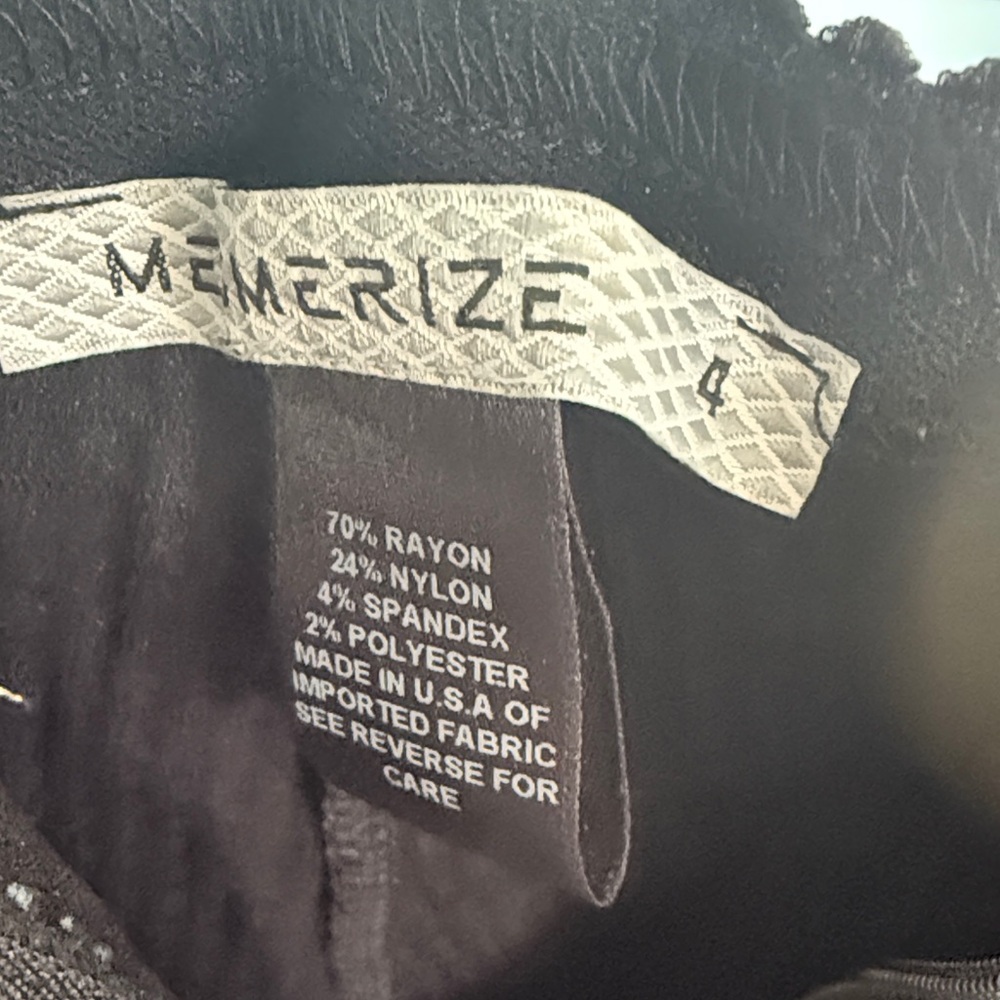 MEMERIZE
4
70% RAYON
24% NYLON
4% SPANDEX
2% POLYESTER
MADE IN U.S.A OF
IMPORTED FABRIC
SEE REVERSE FOR
CARE